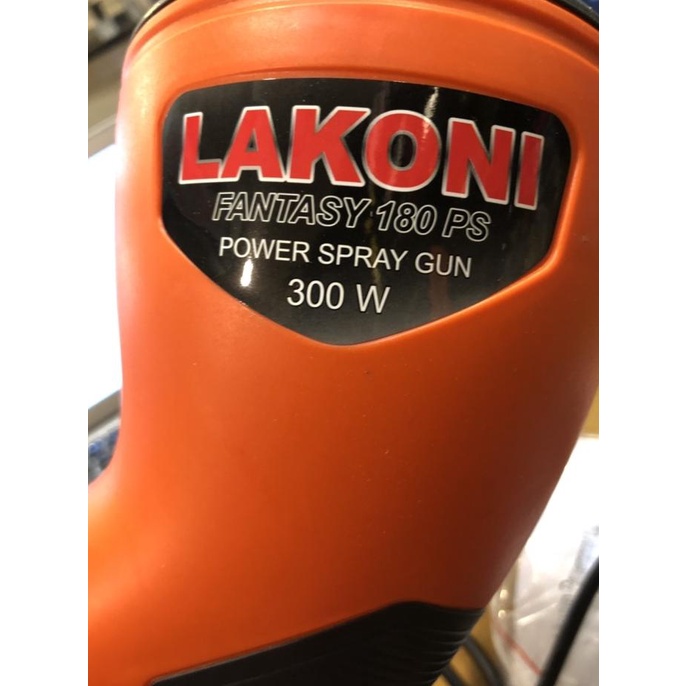 LAKONI
FANTASY 180 PS
POWER SPRAY GUN
300 W